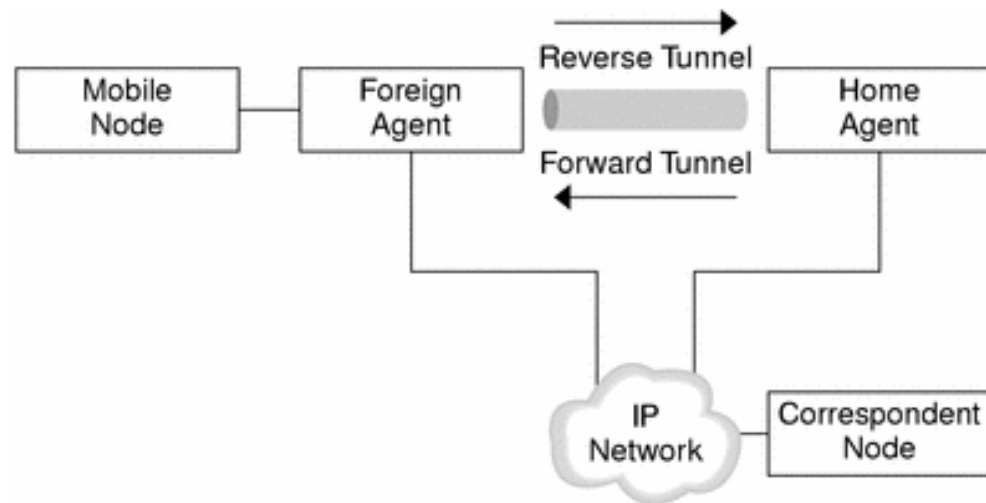 Mobile
Node
Foreign
Agent
Reverse Tunnel
Forward Tunnel
Home
Agent
IP
Network
Correspondent
Node